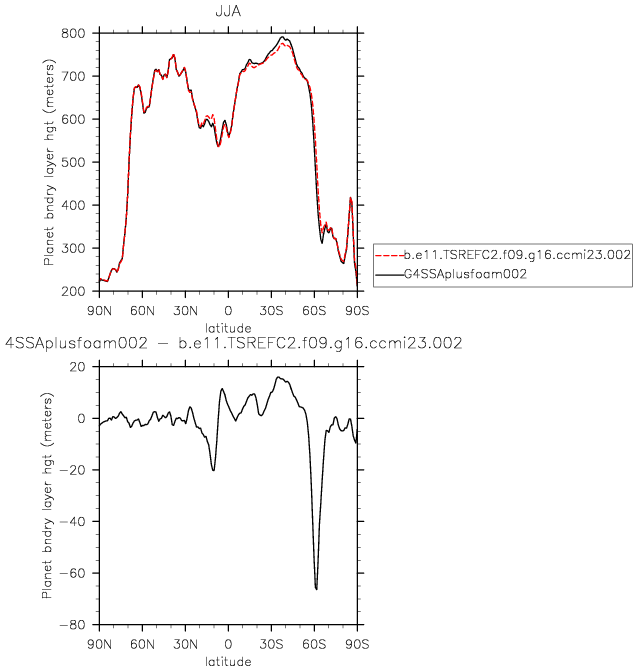 JJA
800
700
600
500
400
300
200
Planet bndry layer hgt (meters)
90N 60N 30N 0 30S 60S 90S
latitude
b.e11.TSREFC2.f09.g16.ccmi23.002
G4SSAplusfoam002
4SSAplusfoam002 − b.e11.TSREFC2.f09.g16.ccmi23.002
20
0
−20
−40
−60
−80
Planet bndry layer hgt (meters)
90N 60N 30N 0 30S 60S 90S
latitude